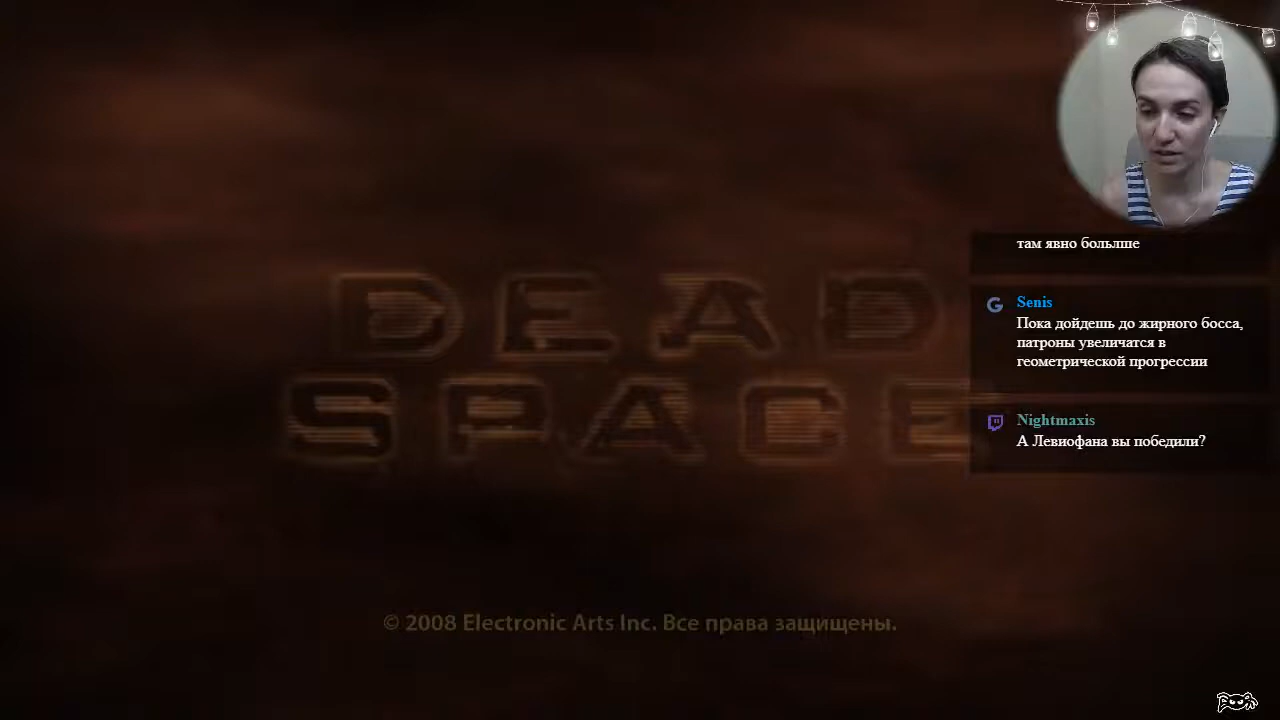 DEAD
SPACE
© 2008 Electronic Arts Inc. Все права защищены.
там явно больлше
Senis
Пока дойдешь до жирного босса,
патроны увеличатся в
геометрической прогрессии
Nightmaxis
А Левиофана вы победили?